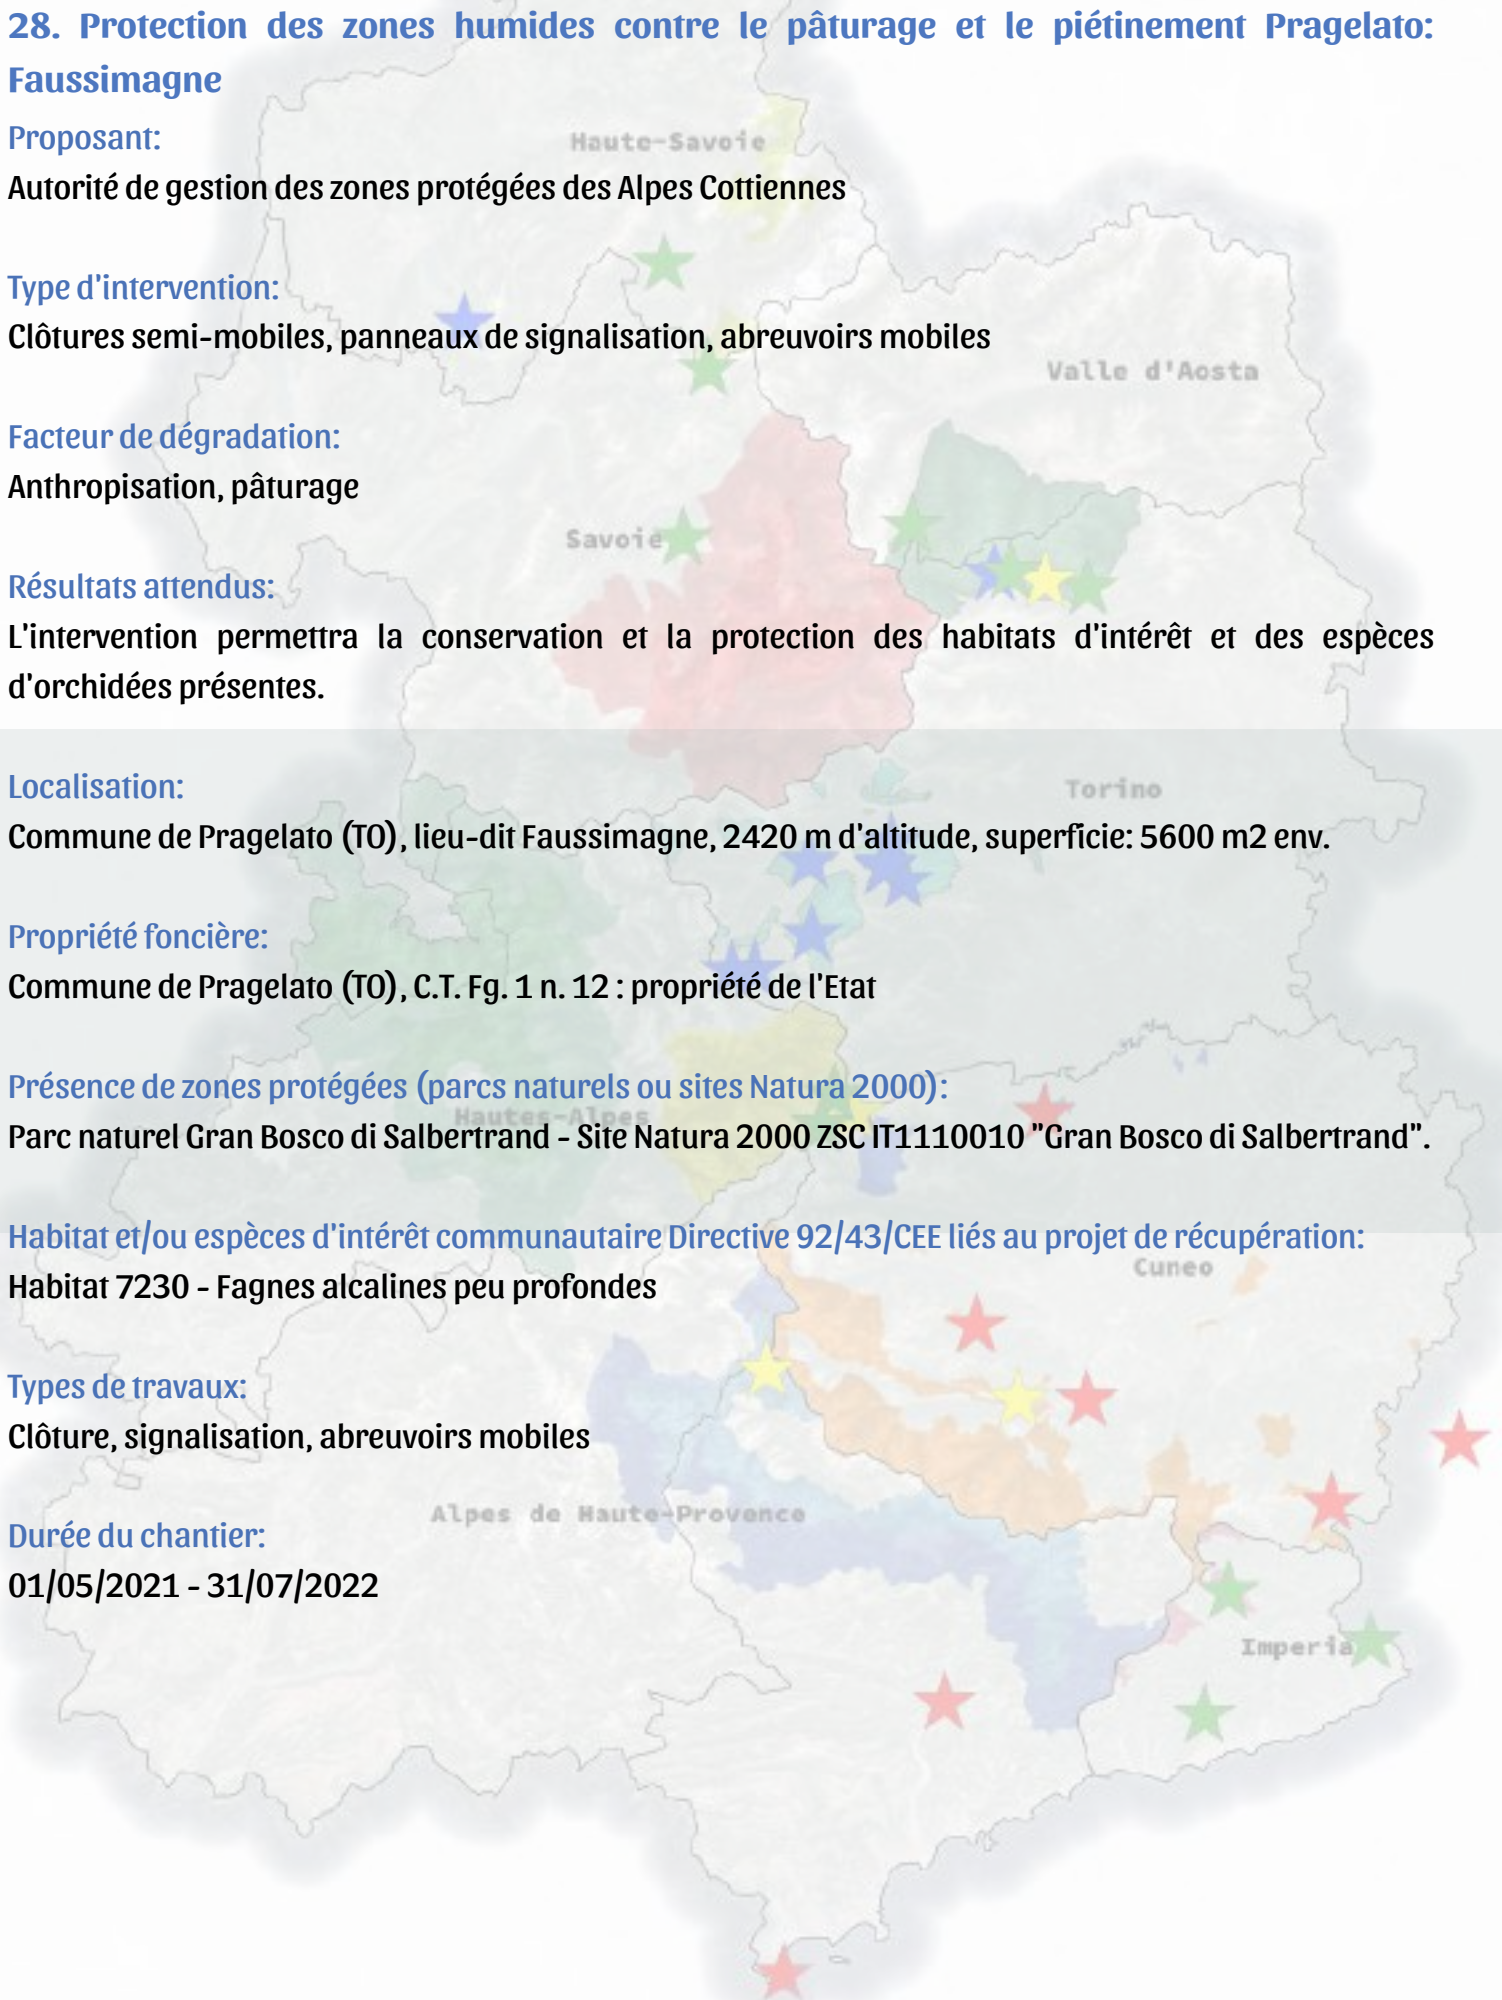 28. Protection des zones humides contre le pâturage et le piétinement Pragelato:
Faussimagne
Proposant:
Haute-Savoie
Autorité de gestion des zones protégées des Alpes Cottiennes
Type d'intervention:
Clôtures semi-mobiles, panneaux de signalisation, abreuvoirs mobiles
Valle d'Aosta
Facteur de dégradation:
Anthropisation, pâturage
Savoie
Résultats attendus:
L'intervention permettra la conservation et la protection des habitats d'intérêt et des espèces
d'orchidées présentes.
Localisation:
Torino
Commune de Pragelato (TO), lieu-dit Faussimagne, 2420 m d'altitude, superficie: 5600 m2 env.
Propriété foncière:
Commune de Pragelato (TO), C.T. Fg. 1 n. 12 : propriété de l'Etat
Présence de zones protégées (parcs naturels ou sites Natura 2000):
Hautes-Alpes
Parc naturel Gran Bosco di Salbertrand - Site Natura 2000 ZSC IT1110010 "Gran Bosco di Salbertrand".
Habitat et/ou espèces d'intérêt communautaire Directive 92/43/CEE liés au projet de récupération:
Cuneo
Habitat 7230 - Fagnes alcalines peu profondes
Types de travaux:
Clôture, signalisation, abreuvoirs mobiles
Alpes de Haute-Provence
Durée du chantier:
01/05/2021 - 31/07/2022
Imperia